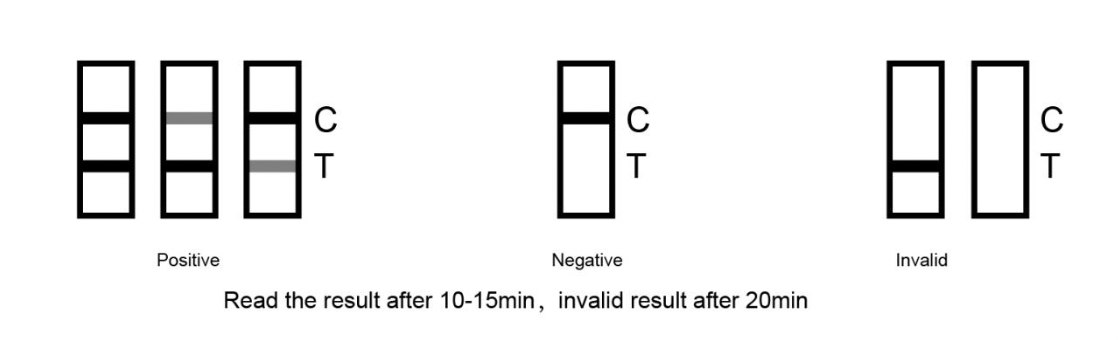 C
T
C
T
C
T
Positive
Negative
Invalid
Read the result after 10-15min, invalid result after 20min